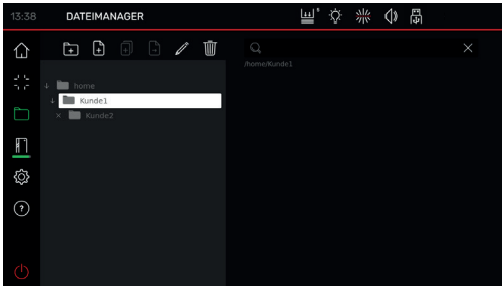 13:38 DATEIMANAGER
/home/Kunde1
home
Kunde1
Kunde2